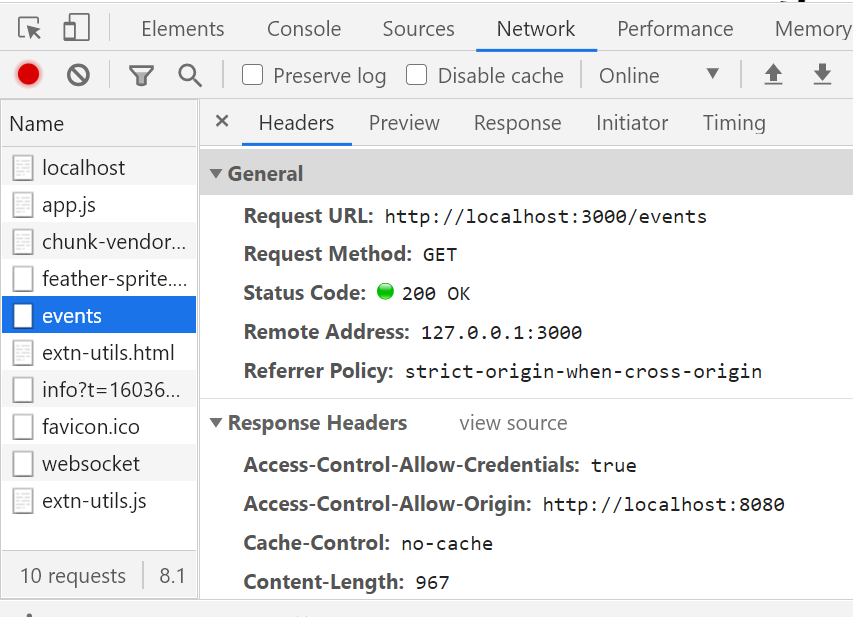 Elements Console Sources Network Performance Memory
Preserve log Disable cache Online
Name
localhost
app.js
chunk-vendor...
feather-sprite....
events
extn-utils.html
info?t=16036...
favicon.ico
websocket
extn-utils.js
10 requests 8.1
× Headers Preview Response Initiator Timing
General
Request URL: http://localhost:3000/events
Request Method: GET
Status Code: 200 OK
Remote Address: 127.0.0.1:3000
Referrer Policy: strict-origin-when-cross-origin
Response Headers view source
Access-Control-Allow-Credentials: true
Access-Control-Allow-Origin: http://localhost:8080
Cache-Control: no-cache
Content-Length: 967